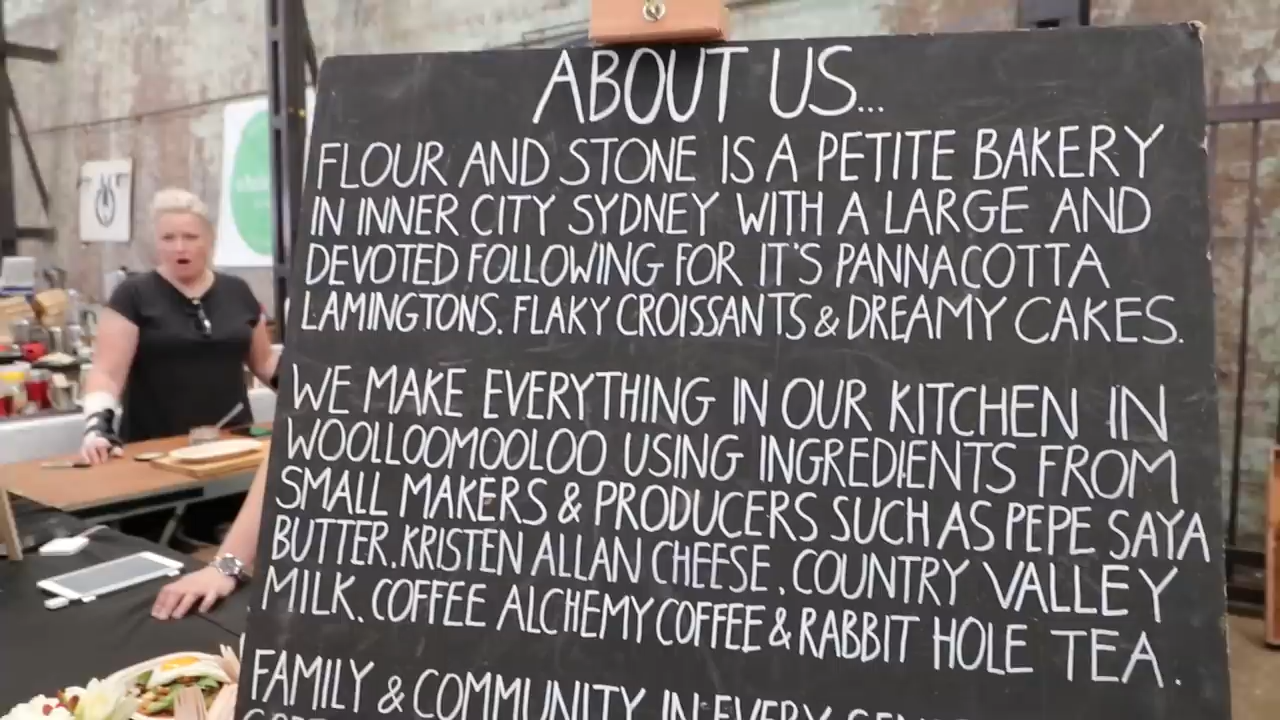 ABOUT US...
FLOUR AND STONE IS A PETITE BAKERY
IN INNER CITY SYDNEY WITH A LARGE AND
DEVOTED FOLLOWING FOR IT'S PANNACOTTA
LAMINGTONS. FLAKY CROISSANTS & DREAMY CAKES.
WE MAKE EVERYTHING IN OUR KITCHEN IN
WOOLLOOMOOLOO USING INGREDIENTS FROM
SMALL MAKERS & PRODUCERS SUCH AS PEPE SAYA
BUTTER. KRISTEN ALLAN CHEESE. COUNTRY VALLEY
MILK. COFFEE ALCHEMY COFFEE & RABBIT HOLE TEA.
FAMILY & COMMUNITY IN EVERY